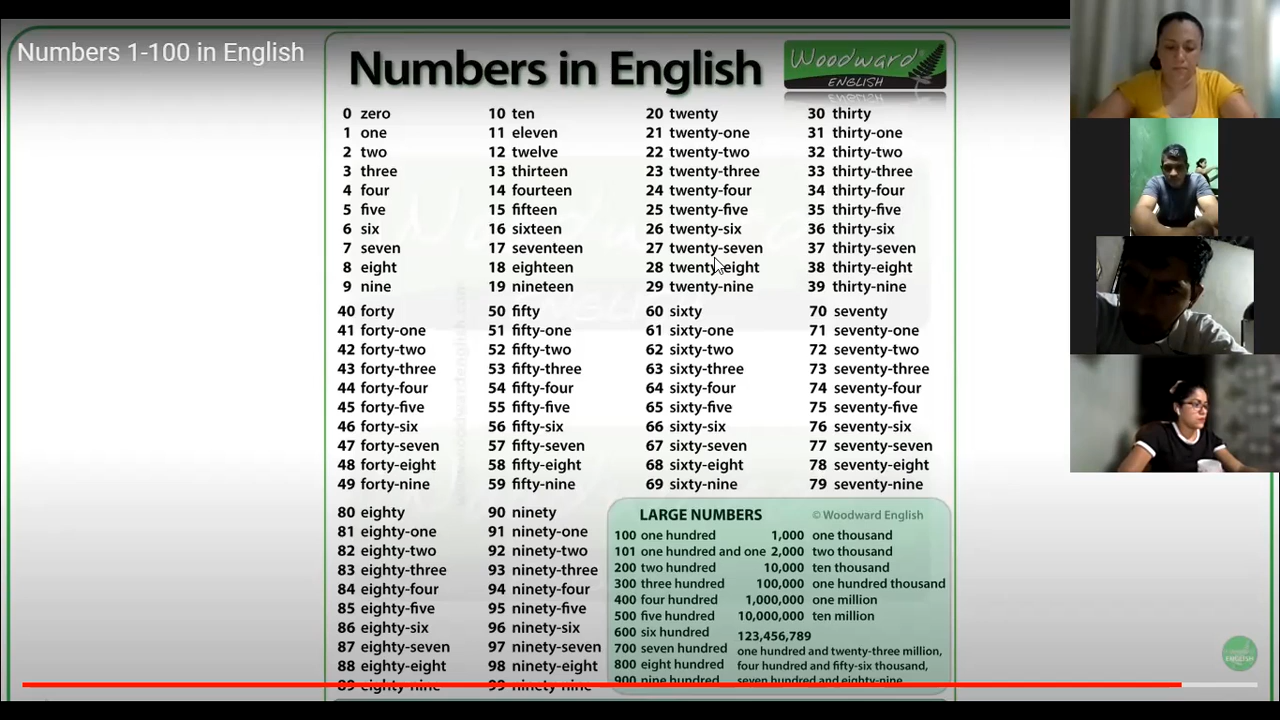 Numbers 1-100 in English
Numbers in English
Woodward
ENGLISH
0 zero
1 one
2 two
3 three
4 four
5 five
6 six
7 seven
8 eight
9 nine
10 ten
11 eleven
12 twelve
13 thirteen
14 fourteen
15 fifteen
16 sixteen
17 seventeen
18 eighteen
19 nineteen
20 twenty
21 twenty-one
22 twenty-two
23 twenty-three
24 twenty-four
25 twenty-five
26 twenty-six
27 twenty-seven
28 twenty-eight
29 twenty-nine
30 thirty
31 thirty-one
32 thirty-two
33 thirty-three
34 thirty-four
35 thirty-five
36 thirty-six
37 thirty-seven
38 thirty-eight
39 thirty-nine
40 forty
41 forty-one
42 forty-two
43 forty-three
44 forty-four
45 forty-five
46 forty-six
47 forty-seven
48 forty-eight
49 forty-nine
50 fifty
51 fifty-one
52 fifty-two
53 fifty-three
54 fifty-four
55 fifty-five
56 fifty-six
57 fifty-seven
58 fifty-eight
59 fifty-nine
60 sixty
61 sixty-one
62 sixty-two
63 sixty-three
64 sixty-four
65 sixty-five
66 sixty-six
67 sixty-seven
68 sixty-eight
69 sixty-nine
70 seventy
71 seventy-one
72 seventy-two
73 seventy-three
74 seventy-four
75 seventy-five
76 seventy-six
77 seventy-seven
78 seventy-eight
79 seventy-nine
80 eighty
81 eighty-one
82 eighty-two
83 eighty-three
84 eighty-four
85 eighty-five
86 eighty-six
87 eighty-seven
88 eighty-eight
89 eighty-nine
90 ninety
91 ninety-one
92 ninety-two
93 ninety-three
94 ninety-four
95 ninety-five
96 ninety-six
97 ninety-seven
98 ninety-eight
99 ninety-nine
LARGE NUMBERS
© Woodward English
100 one hundred
101 one hundred and one
200 two hundred
300 three hundred
400 four hundred
500 five hundred
600 six hundred
700 seven hundred
800 eight hundred
900 nine hundred
1,000 one thousand
2,000 two thousand
10,000 ten thousand
100,000 one hundred thousand
1,000,000 one million
10,000,000 ten million
123,456,789
one hundred and twenty-three million,
four hundred and fifty-six thousand,
seven hundred and eighty-nine
ENGLISH